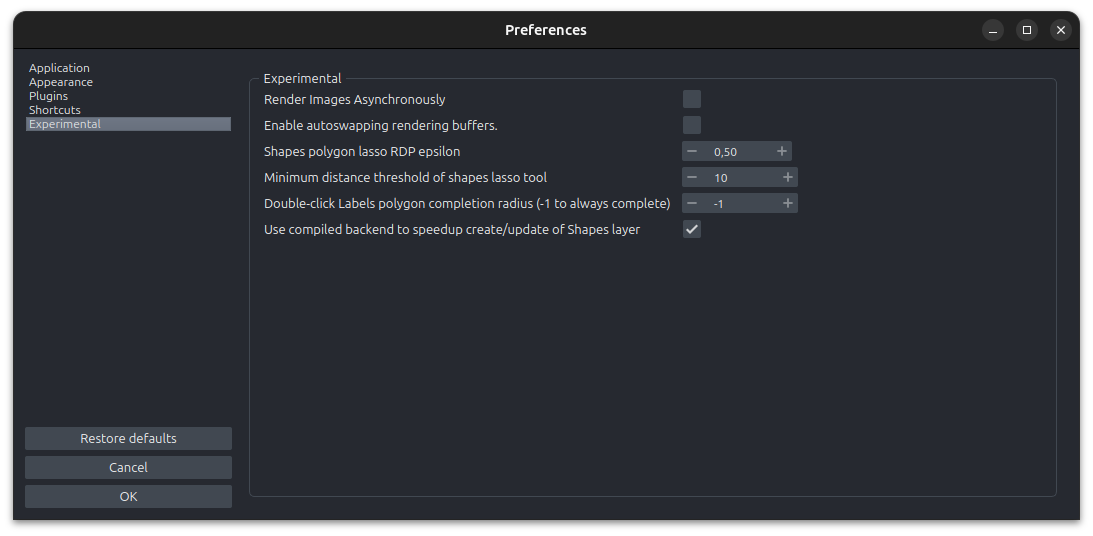 Preferences
Application
Appearance
Plugins
Shortcuts
Experimental
Experimental
Render Images Asynchronously
Enable autoswapping rendering buffers.
Shapes polygon lasso RDP epsilon
0,50
Minimum distance threshold of shapes lasso tool
10
Double-click Labels polygon completion radius (-1 to always complete)
-1
Use compiled backend to speedup create/update of Shapes layer
Restore defaults
Cancel
OK